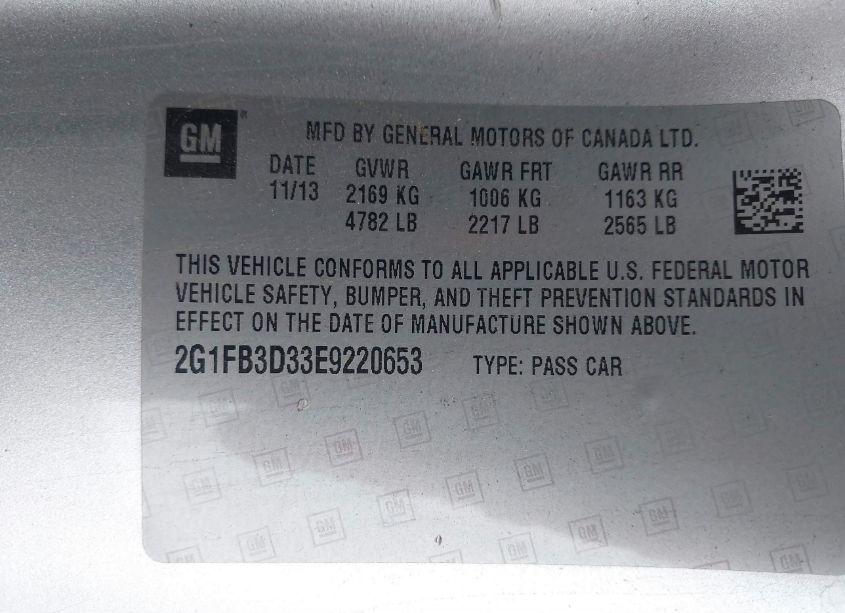 GM
MFD BY GENERAL MOTORS OF CANADA LTD.
DATE GVWR GAWR FRT GAWR RR
11/13 2169 KG 1006 KG 1163 KG
4782 LB 2217 LB 2565 LB
THIS VEHICLE CONFORMS TO ALL APPLICABLE U.S. FEDERAL MOTOR
VEHICLE SAFETY, BUMPER, AND THEFT PREVENTION STANDARDS IN
EFFECT ON THE DATE OF MANUFACTURE SHOWN ABOVE.
2G1FB3D33E9220653 TYPE: PASS CAR